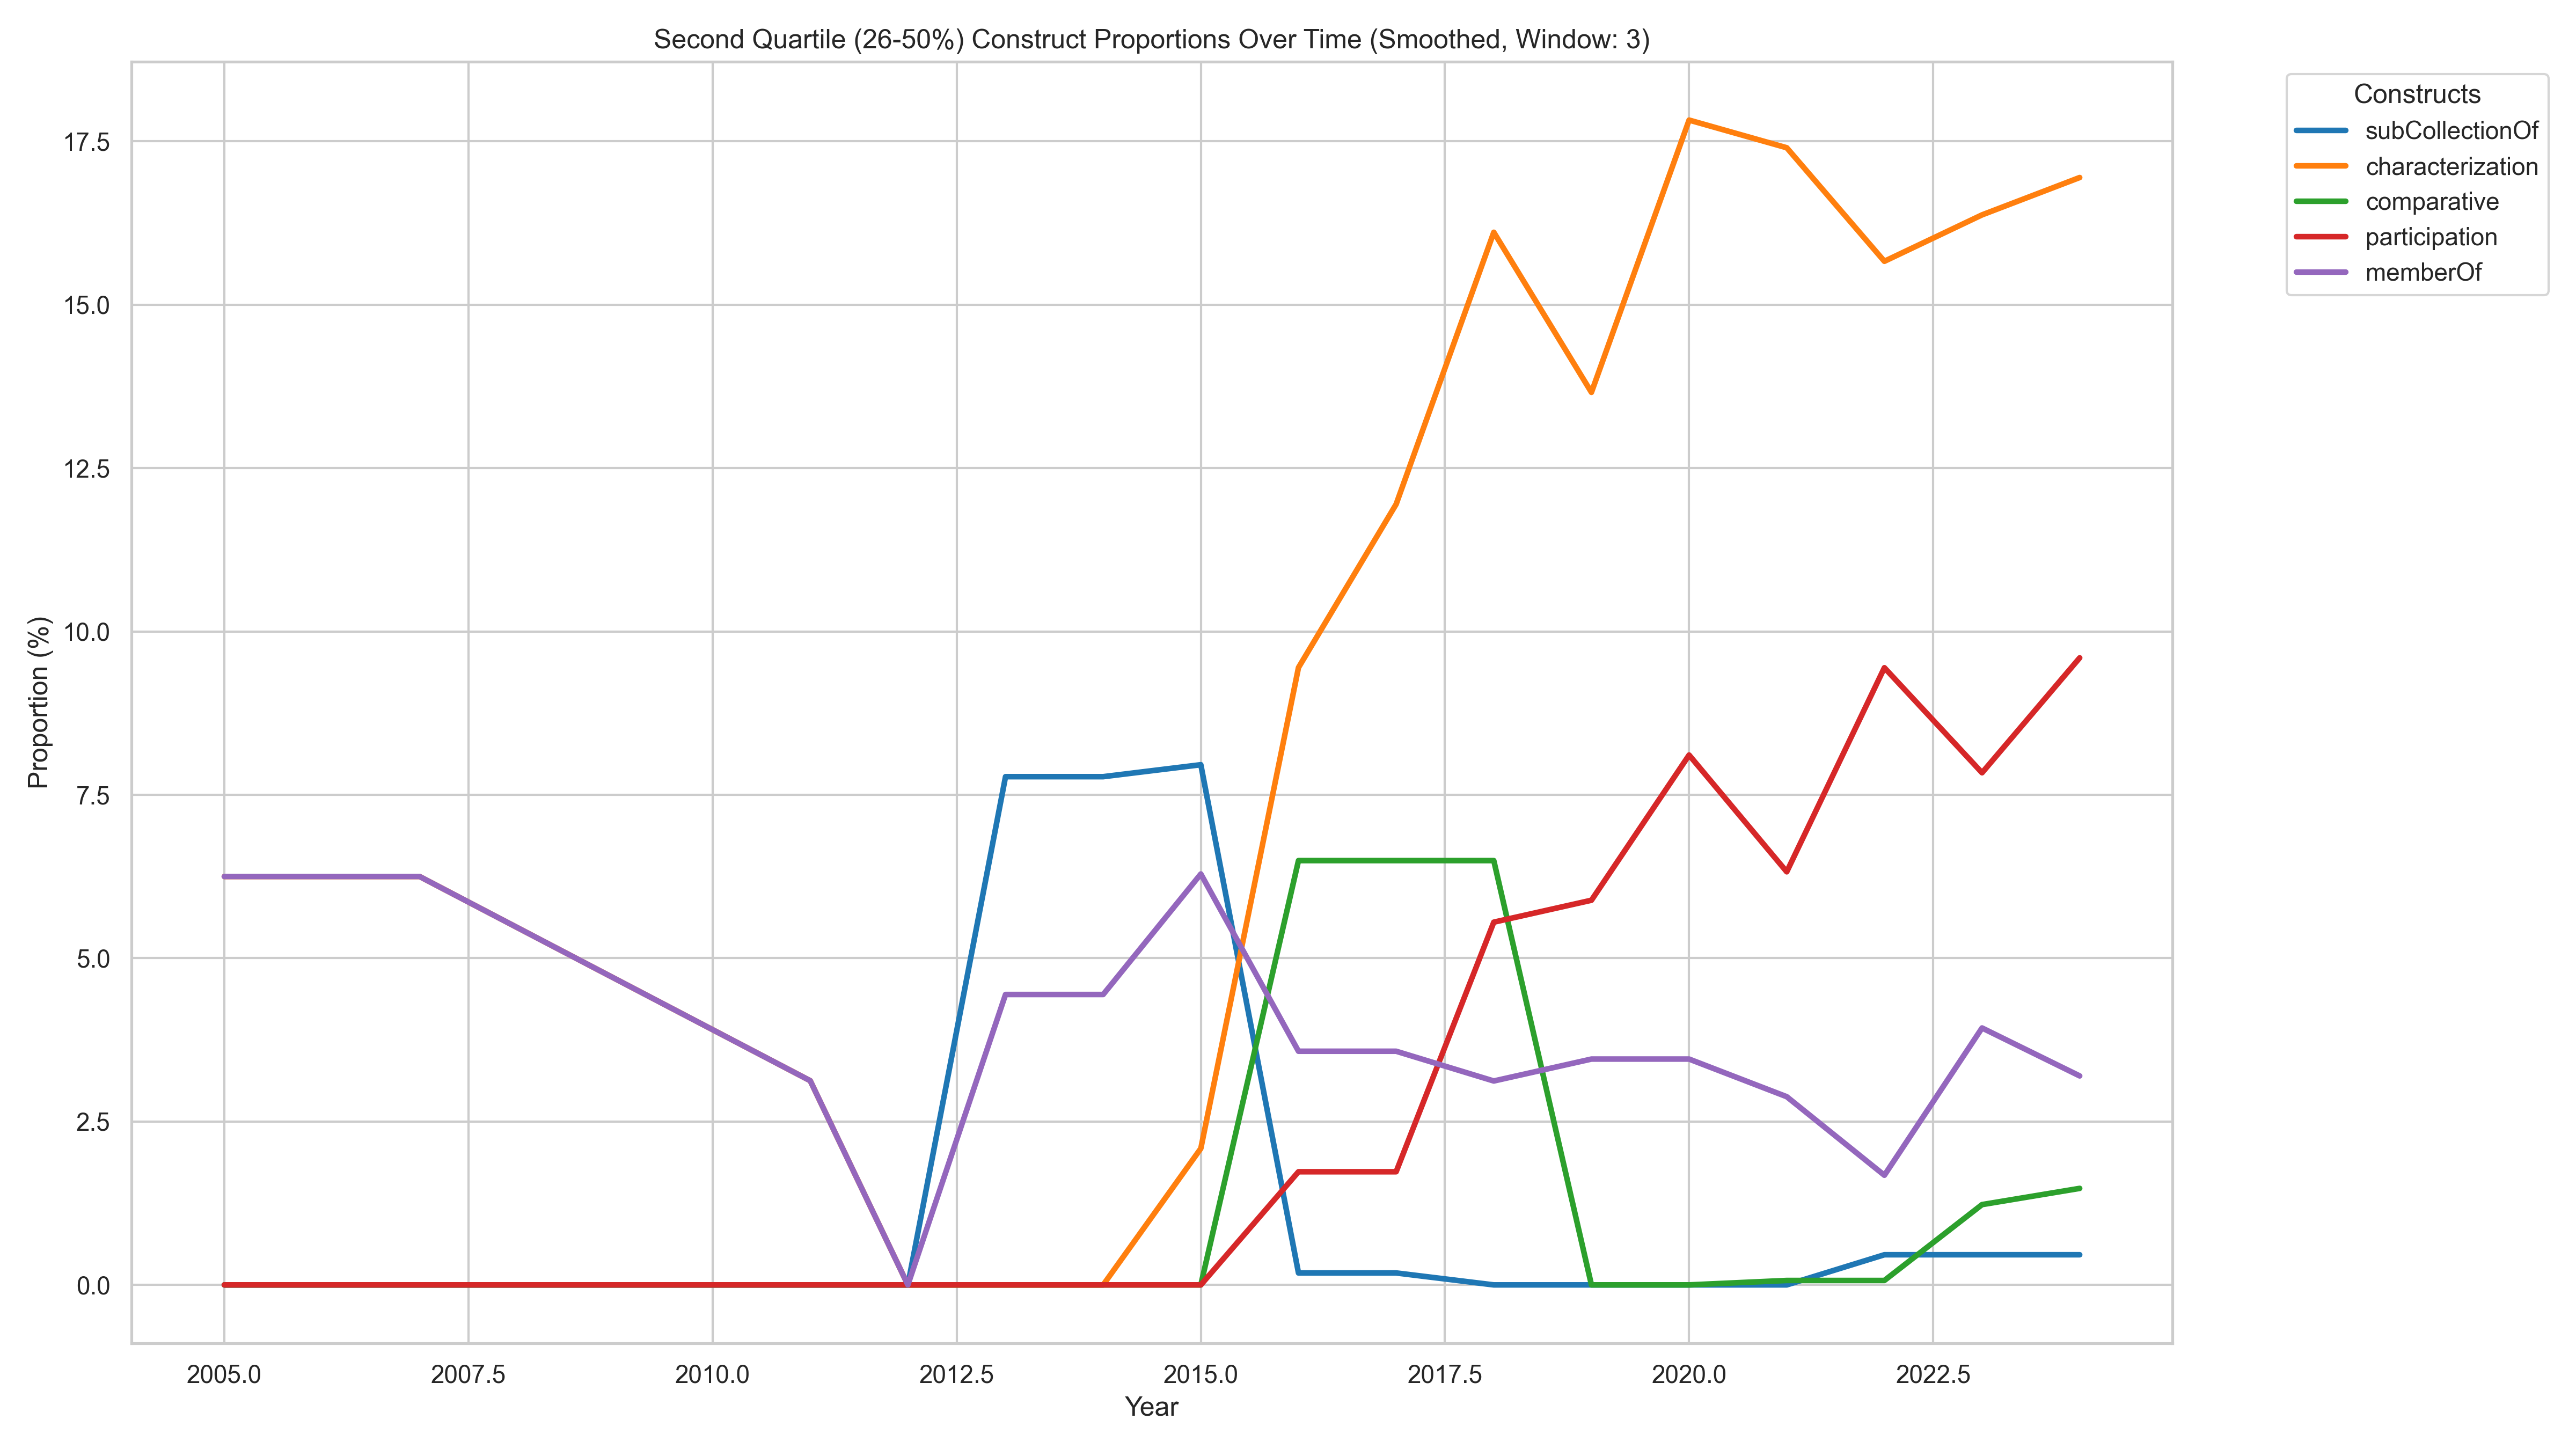 Second Quartile (26-50%) Construct Proportions Over Time (Smoothed, Window: 3)
Constructs
subCollectionOf
characterization
comparative
participation
memberOf
Proportion (%)
17.5
15.0
12.5
10.0
7.5
5.0
2.5
0.0
2005.0 2007.5 2010.0 2012.5 2015.0 2017.5 2020.0 2022.5
Year